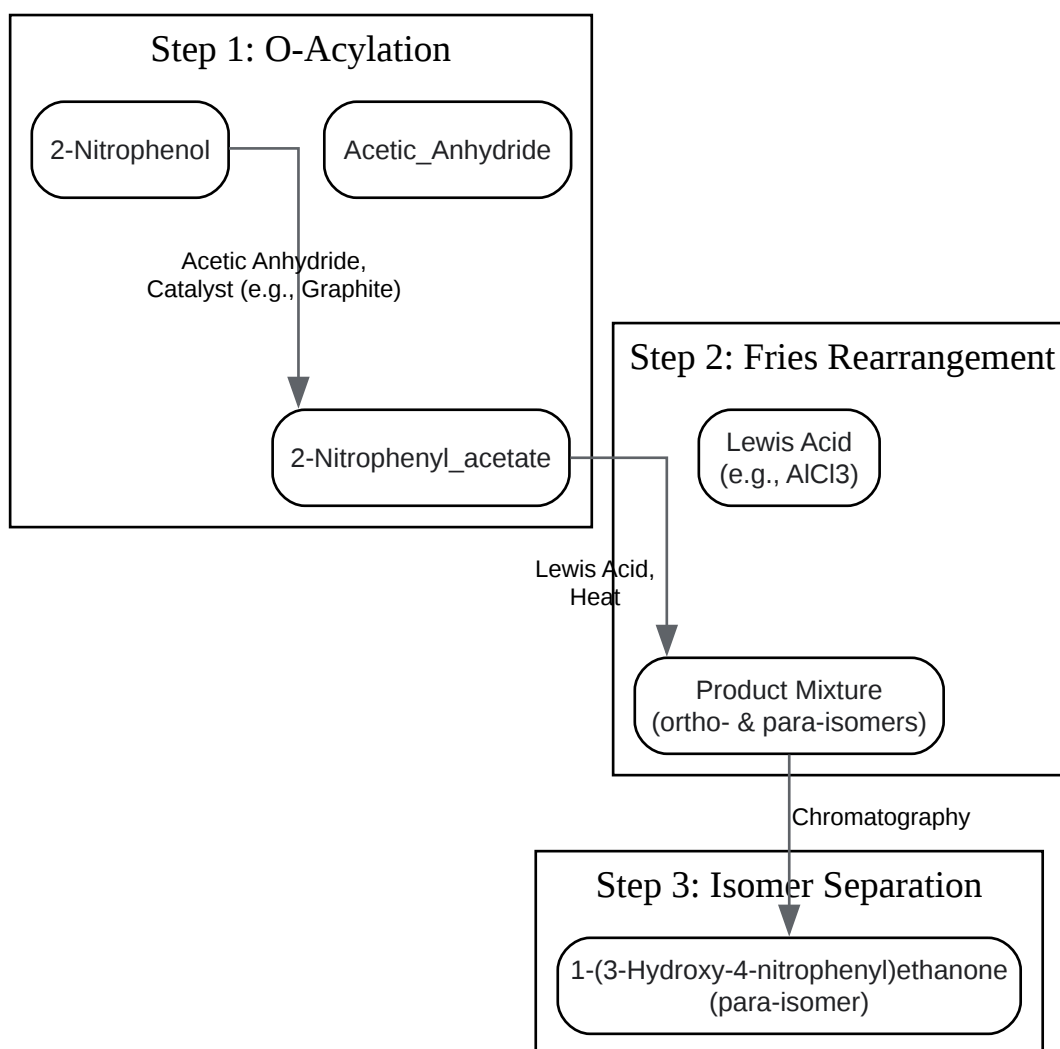 Step 1: O-Acylation
2-Nitrophenol
Acetic_Anhydride
Acetic Anhydride,
Catalyst (e.g., Graphite)
2-Nitrophenyl_acetate
Step 2: Fries Rearrangement
Lewis Acid
(e.g., AlCl3)
Lewis Acid,
Heat
Product Mixture
(ortho- & para-isomers)
Chromatography
Step 3: Isomer Separation
1-(3-Hydroxy-4-nitrophenyl)ethanone
(para-isomer)